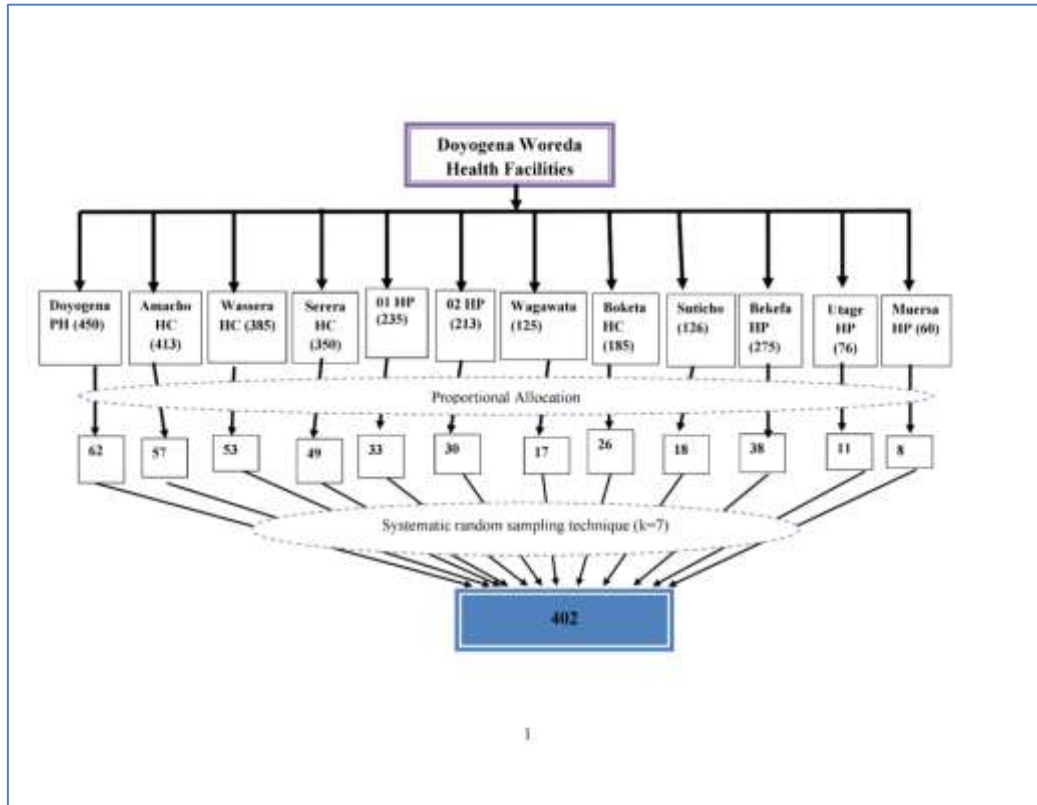 Doyogena Woreda
Health Facilities
Doyogena
PH (450)
Amacho
HC
(413)
Wassera
HC (385)
Serera
HC
(350)
01 HP
(235)
02 HP
(213)
Wagawata
(125)
Boketa
HC
(185)
Suticho
(126)
Bekefa
HP
(275)
Utage
HP
(76)
Muersa
HP (60)
Proportional Allocation
62
57
53
49
33
30
17
26
18
38
11
8
Systematic random sampling technique (k=7)
402
1